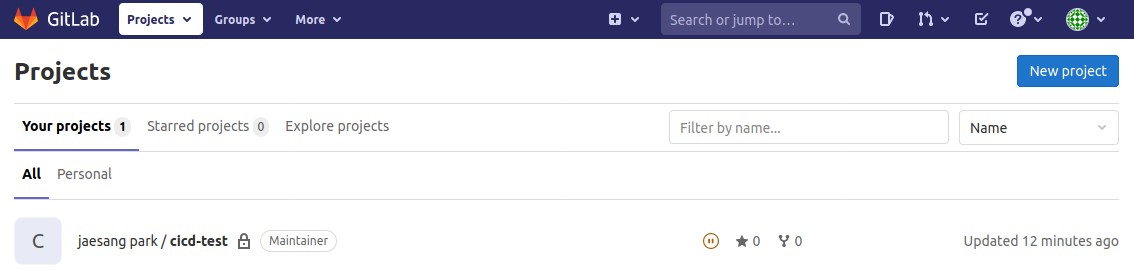 GitLab Projects Groups More Search or jump to...
Projects New project
Your projects 1 Starred projects 0 Explore projects Filter by name... Name
All Personal
C jaesang park / cicd-test Maintainer 0 0 Updated 12 minutes ago